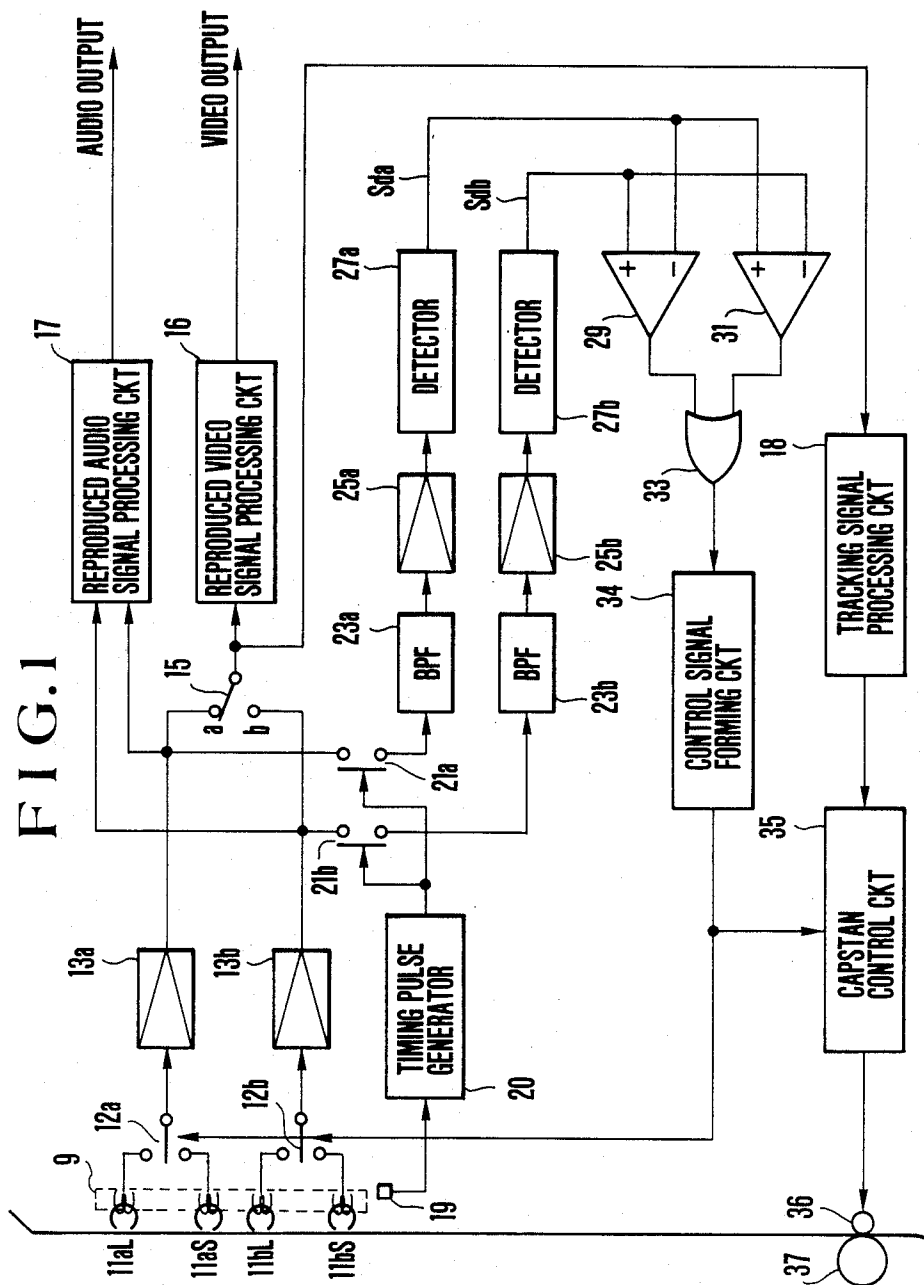 FIG.1
AUDIO OUTPUT
VIDEO OUTPUT
17
REPRODUCED AUDIO
SIGNAL PROCESSING CKT
16
REPRODUCED VIDEO
SIGNAL PROCESSING CKT
15
a
b
13a
13b
12a
12b
9
11aL
11aS
11bL
11bS
19
TIMING PULSE
GENERATOR
20
21a
21b
23a
BPF
BPF
23b
25a
25b
27a
DETECTOR
DETECTOR
27b
Sda
Sdb
+
−
29
+
−
31
33
34
CONTROL SIGNAL
FORMING CKT
18
TRACKING SIGNAL
PROCESSING CKT
35
CAPSTAN
CONTROL CKT
36
37